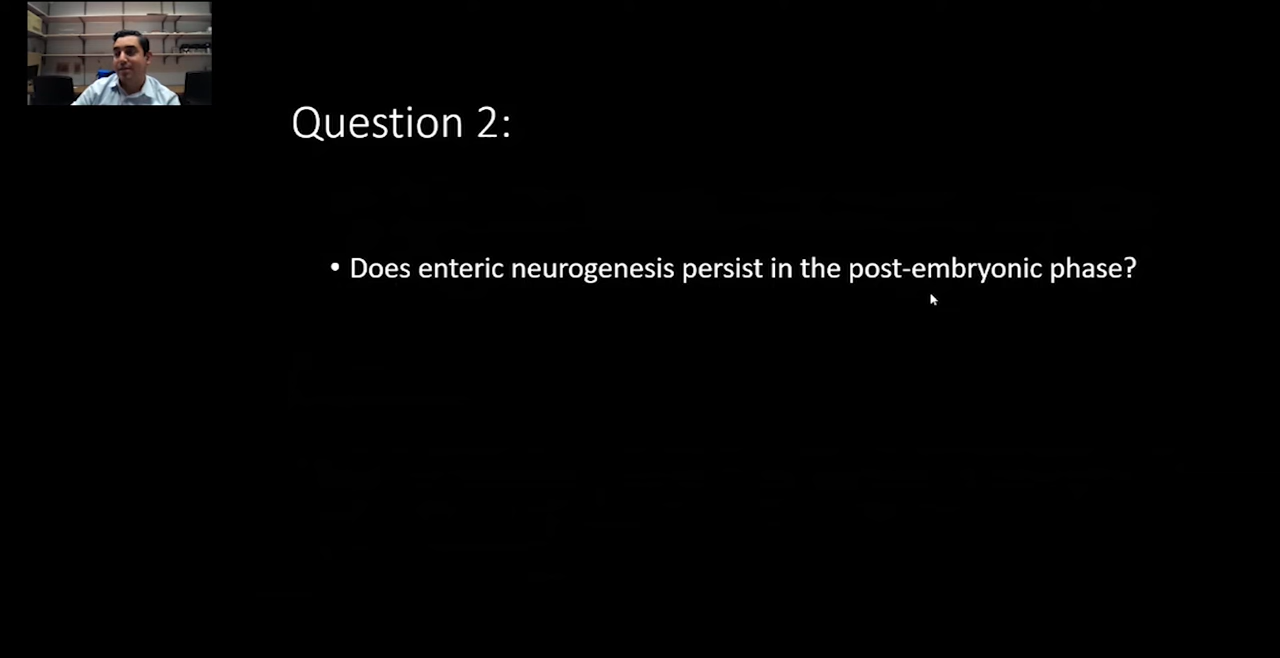 Question 2:
• Does enteric neurogenesis persist in the post-embryonic phase?